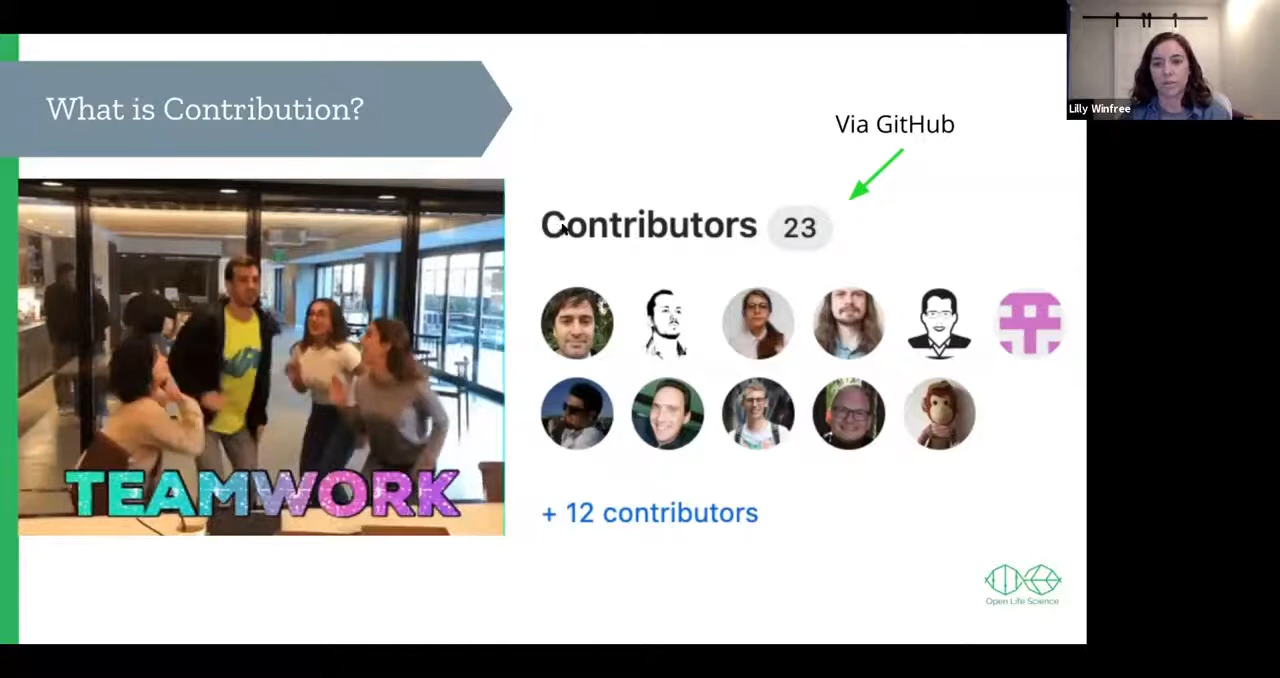 What is Contribution?
Lilly Winfree
Via GitHub
Contributors 23
TEAMWORK
+ 12 contributors
Open Life Science